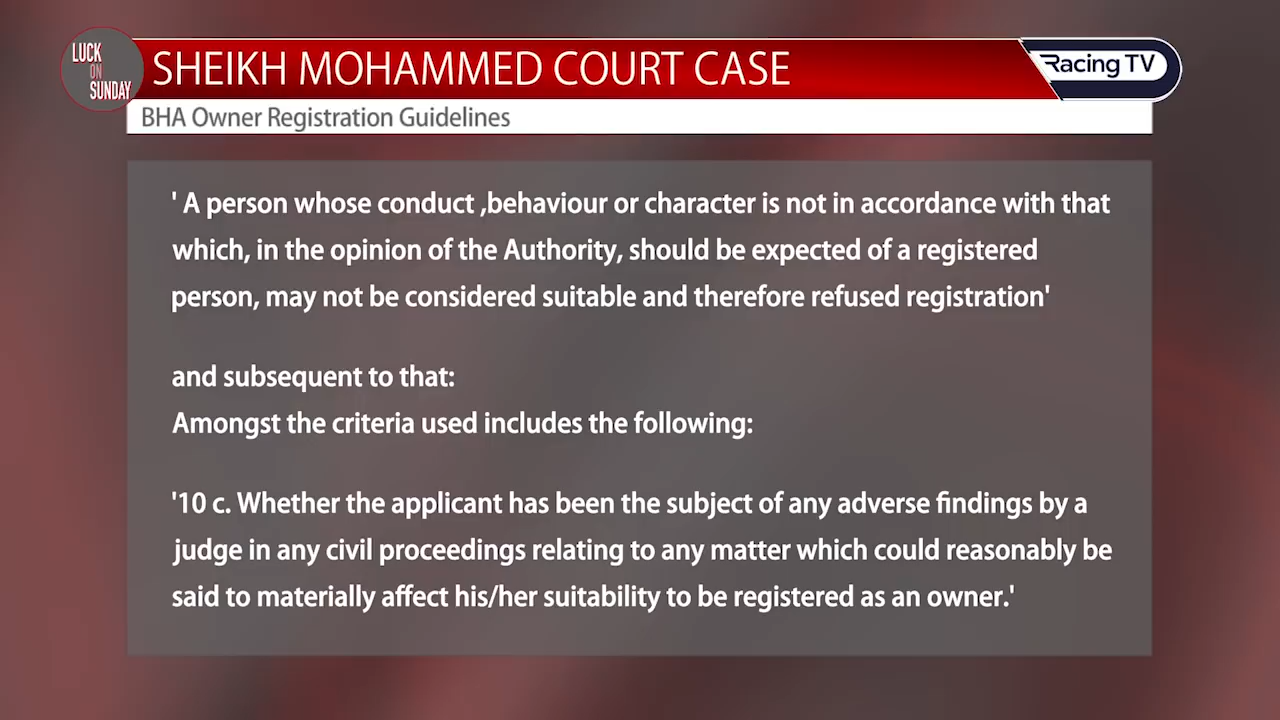 LUCK
ON
SUNDAY
SHEIKH MOHAMMED COURT CASE
Racing TV
BHA Owner Registration Guidelines
' A person whose conduct ,behaviour or character is not in accordance with that
which, in the opinion of the Authority, should be expected of a registered
person, may not be considered suitable and therefore refused registration'
and subsequent to that:
Amongst the criteria used includes the following:
'10 c. Whether the applicant has been the subject of any adverse findings by a
judge in any civil proceedings relating to any matter which could reasonably be
said to materially affect his/her suitability to be registered as an owner.'